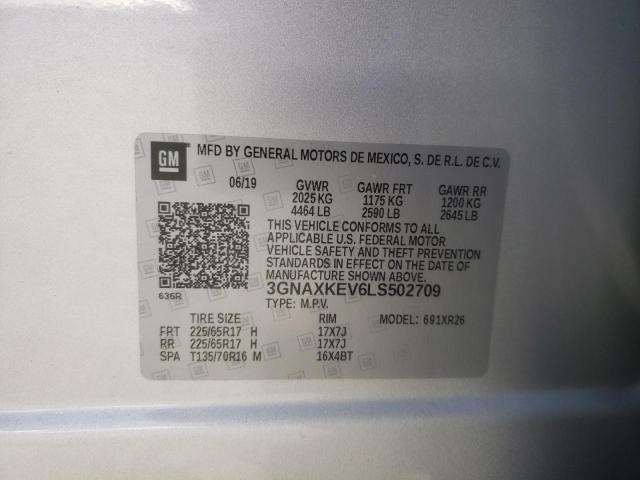 GM
MFD BY GENERAL MOTORS DE MEXICO, S. DE R.L. DE C.V.
06/19 GVWR GAWR FRT GAWR RR
2025 KG 1175 KG 1200 KG
4464 LB 2590 LB 2645 LB
THIS VEHICLE CONFORMS TO ALL
APPLICABLE U.S. FEDERAL MOTOR
VEHICLE SAFETY AND THEFT PREVENTION
STANDARDS IN EFFECT ON THE DATE OF
MANUFACTURE SHOWN ABOVE.
3GNAXKEV6LS502709
636R
TYPE: M.P.V.
TIRE SIZE RIM MODEL: 691XR26
FRT 225/65R17 H 17X7J
RR 225/65R17 H 17X7J
SPA T135/70R16 M 16X4BT